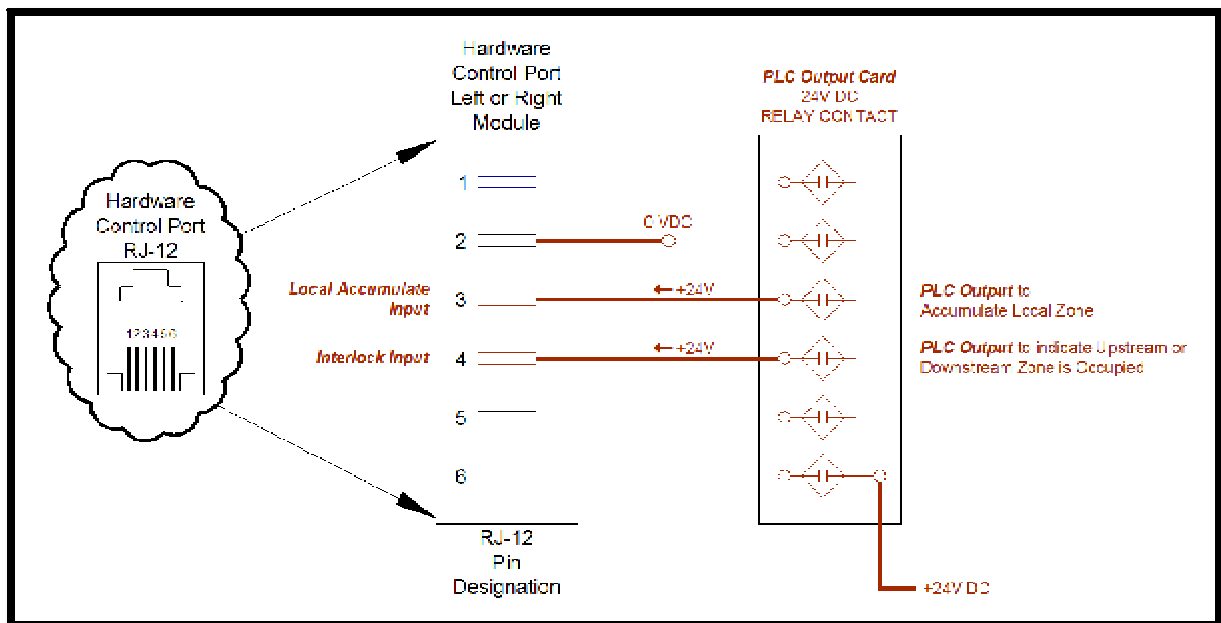 Hardware
Control Port
Left or Right
Module
PLC Output Card
24V DC
RELAY CONTACT
Hardware
Control Port
RJ-12
123456
1
2
0 VDC
Local Accumulate
Input
3
+24V
PLC Output to
Accumulate Local Zone
Interlock Input
4
+24V
PLC Output to indicate Upstream or
Downstream Zone is Occupied
5
6
RJ-12
Pin
Designation
+24V DC